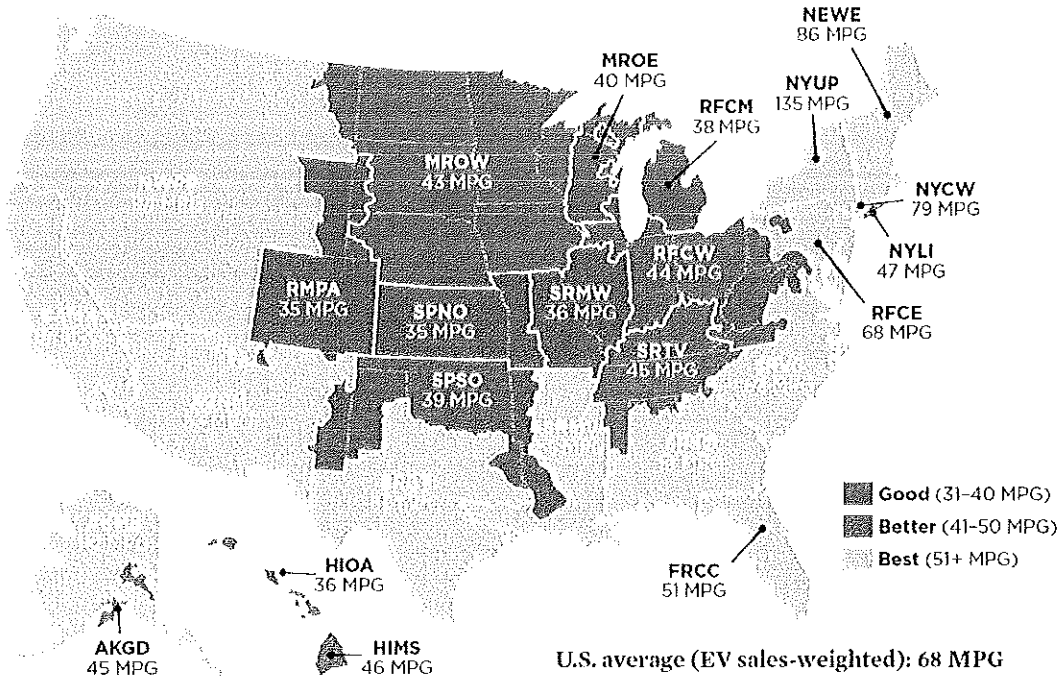 NEWE
86 MPG
MROE
40 MPG
NYUP
135 MPG
RFCM
38 MPG
MROW
43 MPG
NYCW
79 MPG
NYLI
47 MPG
RFCW
44 MPG
RMPA
35 MPG
SPNO
35 MPG
SRMW
36 MPG
RFCE
68 MPG
SRTV
45 MPG
SPSO
39 MPG
Good (31–40 MPG)
Better (41–50 MPG)
Best (51+ MPG)
HIOA
36 MPG
FRCC
51 MPG
AKGD
45 MPG
HIMS
46 MPG
U.S. average (EV sales-weighted): 68 MPG